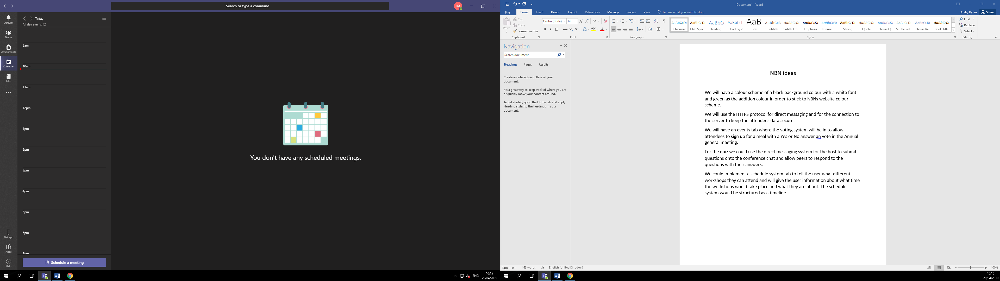 Search or type a command
DA
Activity
Teams
Assignments
Calendar
Files
Get app
Apps
Help
Today
All day events (0)
9am
10am
11am
12pm
1pm
2pm
3pm
4pm
5pm
6pm
7pm
Schedule a meeting
You don't have any scheduled meetings.
ENG
10:15
29/04/2019
Document1 - Word
File Home Insert Design Layout References Mailings Review View Tell me what you want to do...
Arkle, Dylan Share
Paste
Cut
Copy
Format Painter
Clipboard
Calibri (Body) 14
Font
Paragraph
AaBbCcDc AaBbCcDc AaBbCc AaBbCcD AaB AaBbCcD AaBbCcDc AaBbCcDc AaBbCcDc AaBbCcDc AaBbCcDc AaBbCcDc AABBCCDC AABBCCDC AaBbCcDc
¶ Normal ¶ No Spac... Heading 1 Heading 2 Title Subtitle Subtle Em... Emphasis Intense E... Strong Quote Intense Q... Subtle Ref... Intense Re... Book Title
Styles
Find
Replace
Select
Editing
Navigation
Search document
Headings Pages Results
Create an interactive outline of your
document.
It's a great way to keep track of where you are
or quickly move your content around.
To get started, go to the Home tab and apply
Heading styles to the headings in your
document.
NBN ideas
We will have a colour scheme of a black background colour with a white font
and green as the addition colour in order to stick to NBNs website colour
scheme.
We will use the HTTPS protocol for direct messaging and for the connection to
the server to keep the attendees data secure.
We will have an events tab where the voting system will be in to allow
attendees to sign up for a meal with a Yes or No answer an vote in the Annual
general meeting.
For the quiz we could use the direct messaging system for the host to submit
questions onto the conference chat and allow peers to respond to the
questions with their answers.
We could implement a schedule system tab to tell the user what different
workshops they can attend and will give the user information about what time
the workshops would take place and what they are about. The schedule
system would be structured as a timeline.
Page 1 of 1 165 words English (United Kingdom)
100%
10:15
29/04/2019